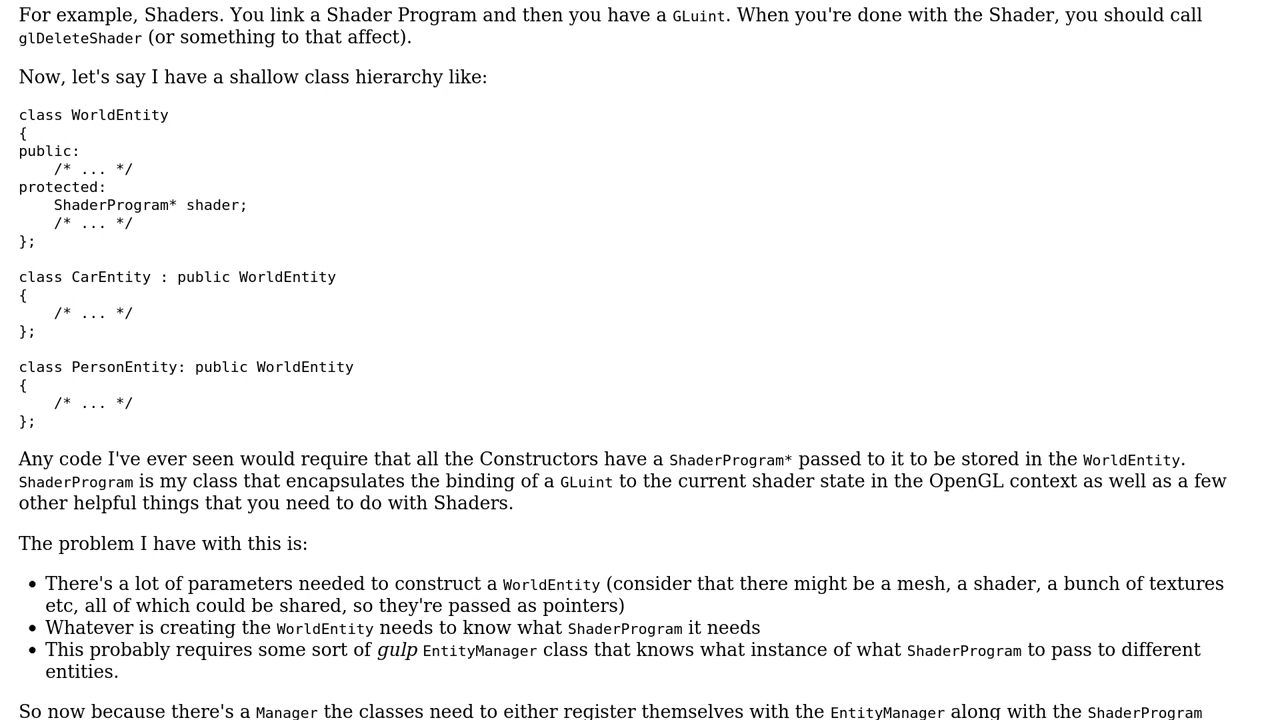 For example, Shaders. You link a Shader Program and then you have a GLuint. When you're done with the Shader, you should call
glDeleteShader (or something to that affect).
Now, let's say I have a shallow class hierarchy like:
class WorldEntity
{
public:
    /* ... */
protected:
    ShaderProgram* shader;
    /* ... */
};
class CarEntity : public WorldEntity
{
    /* ... */
};
class PersonEntity: public WorldEntity
{
    /* ... */
};
Any code I've ever seen would require that all the Constructors have a ShaderProgram* passed to it to be stored in the WorldEntity.
ShaderProgram is my class that encapsulates the binding of a GLuint to the current shader state in the OpenGL context as well as a few
other helpful things that you need to do with Shaders.
The problem I have with this is:
• There's a lot of parameters needed to construct a WorldEntity (consider that there might be a mesh, a shader, a bunch of textures
etc, all of which could be shared, so they're passed as pointers)
• Whatever is creating the WorldEntity needs to know what ShaderProgram it needs
• This probably requires some sort of gulp EntityManager class that knows what instance of what ShaderProgram to pass to different
entities.
So now because there's a Manager the classes need to either register themselves with the EntityManager along with the ShaderProgram